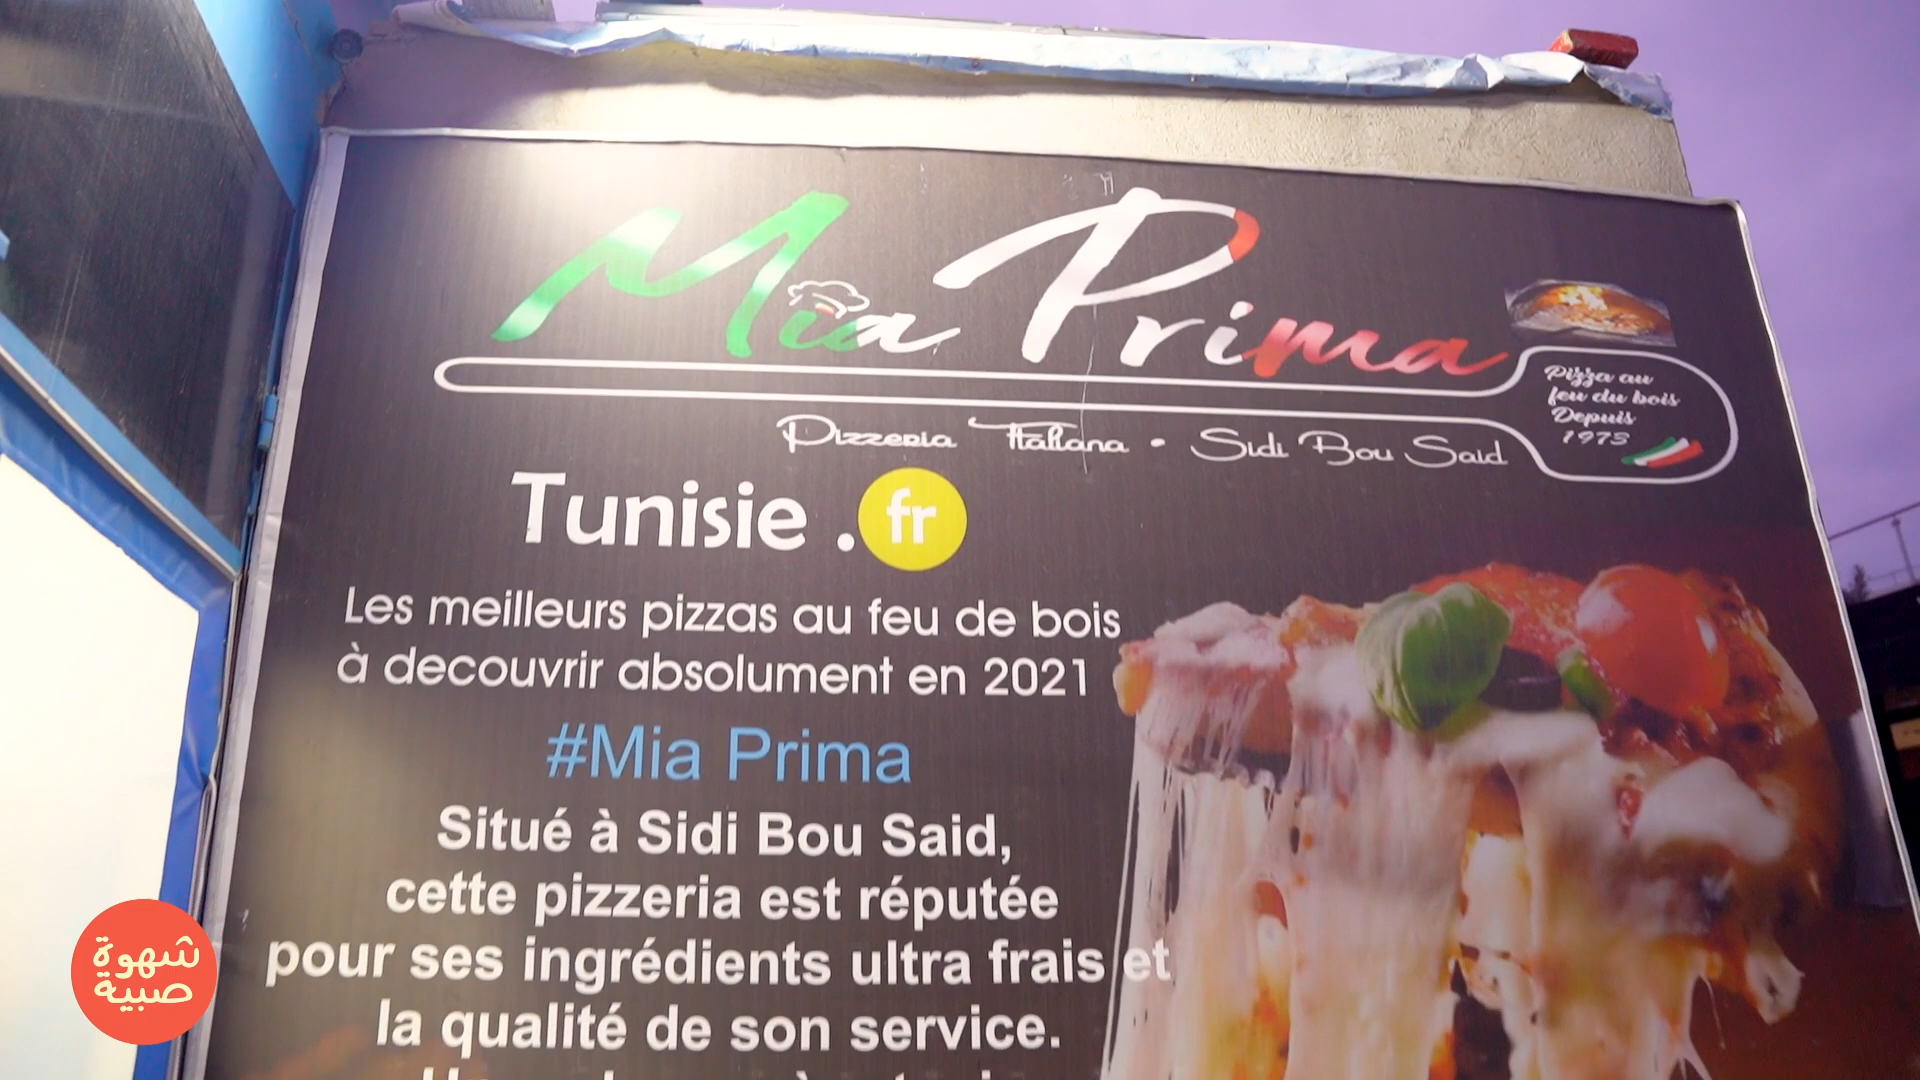 Mia Prima
Pizza au
feu du bois
Depuis
1973
Pizzeria Italiana • Sidi Bou Said
Tunisie .fr
Les meilleurs pizzas au feu de bois
à decouvrir absolument en 2021
#Mia Prima
Situé à Sidi Bou Said,
cette pizzeria est réputée
pour ses ingrédients ultra frais et
la qualité de son service.
شهوة
صبية